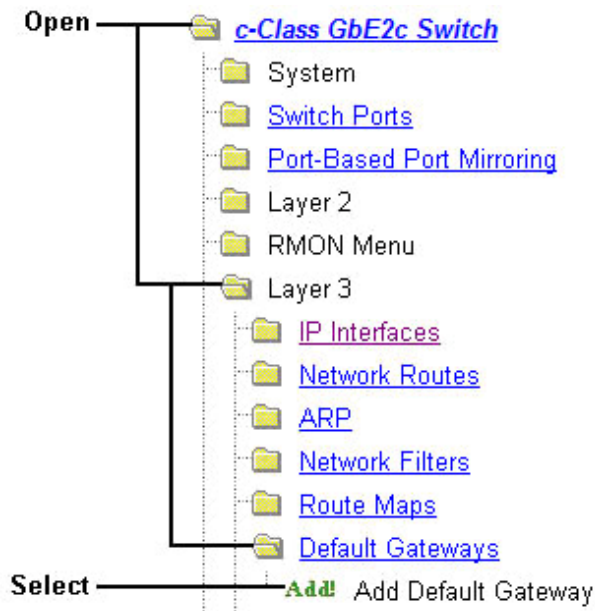 Open c-Class GbE2c Switch
System
Switch Ports
Port-Based Port Mirroring
Layer 2
RMON Menu
Layer 3
IP Interfaces
Network Routes
ARP
Network Filters
Route Maps
Default Gateways
Select Add! Add Default Gateway